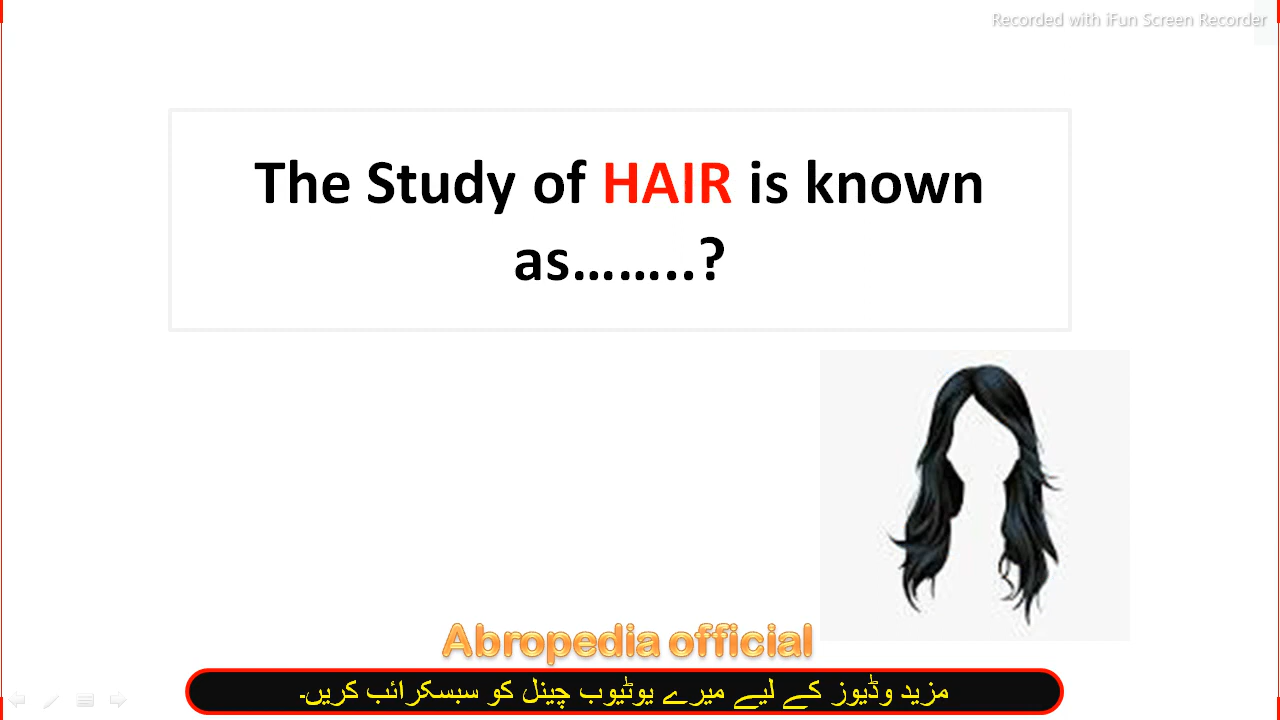 Recorded with iFun Screen Recorder
The Study of HAIR is known
as……..?
Abropedia official
مزید وڈیوز کے لیے میرے یوٹیوب چینل کو سبسکرائب کریں۔